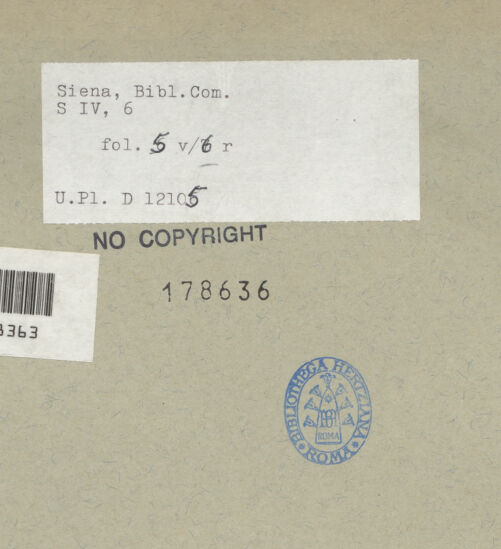 Siena, Bibl.Com.
S IV, 6
fol. 5 v/6 r
U.Pl. D 12105
NO COPYRIGHT
178636
3363
BIBLIOTHECA HERTZIANA
ROMA
ROMA